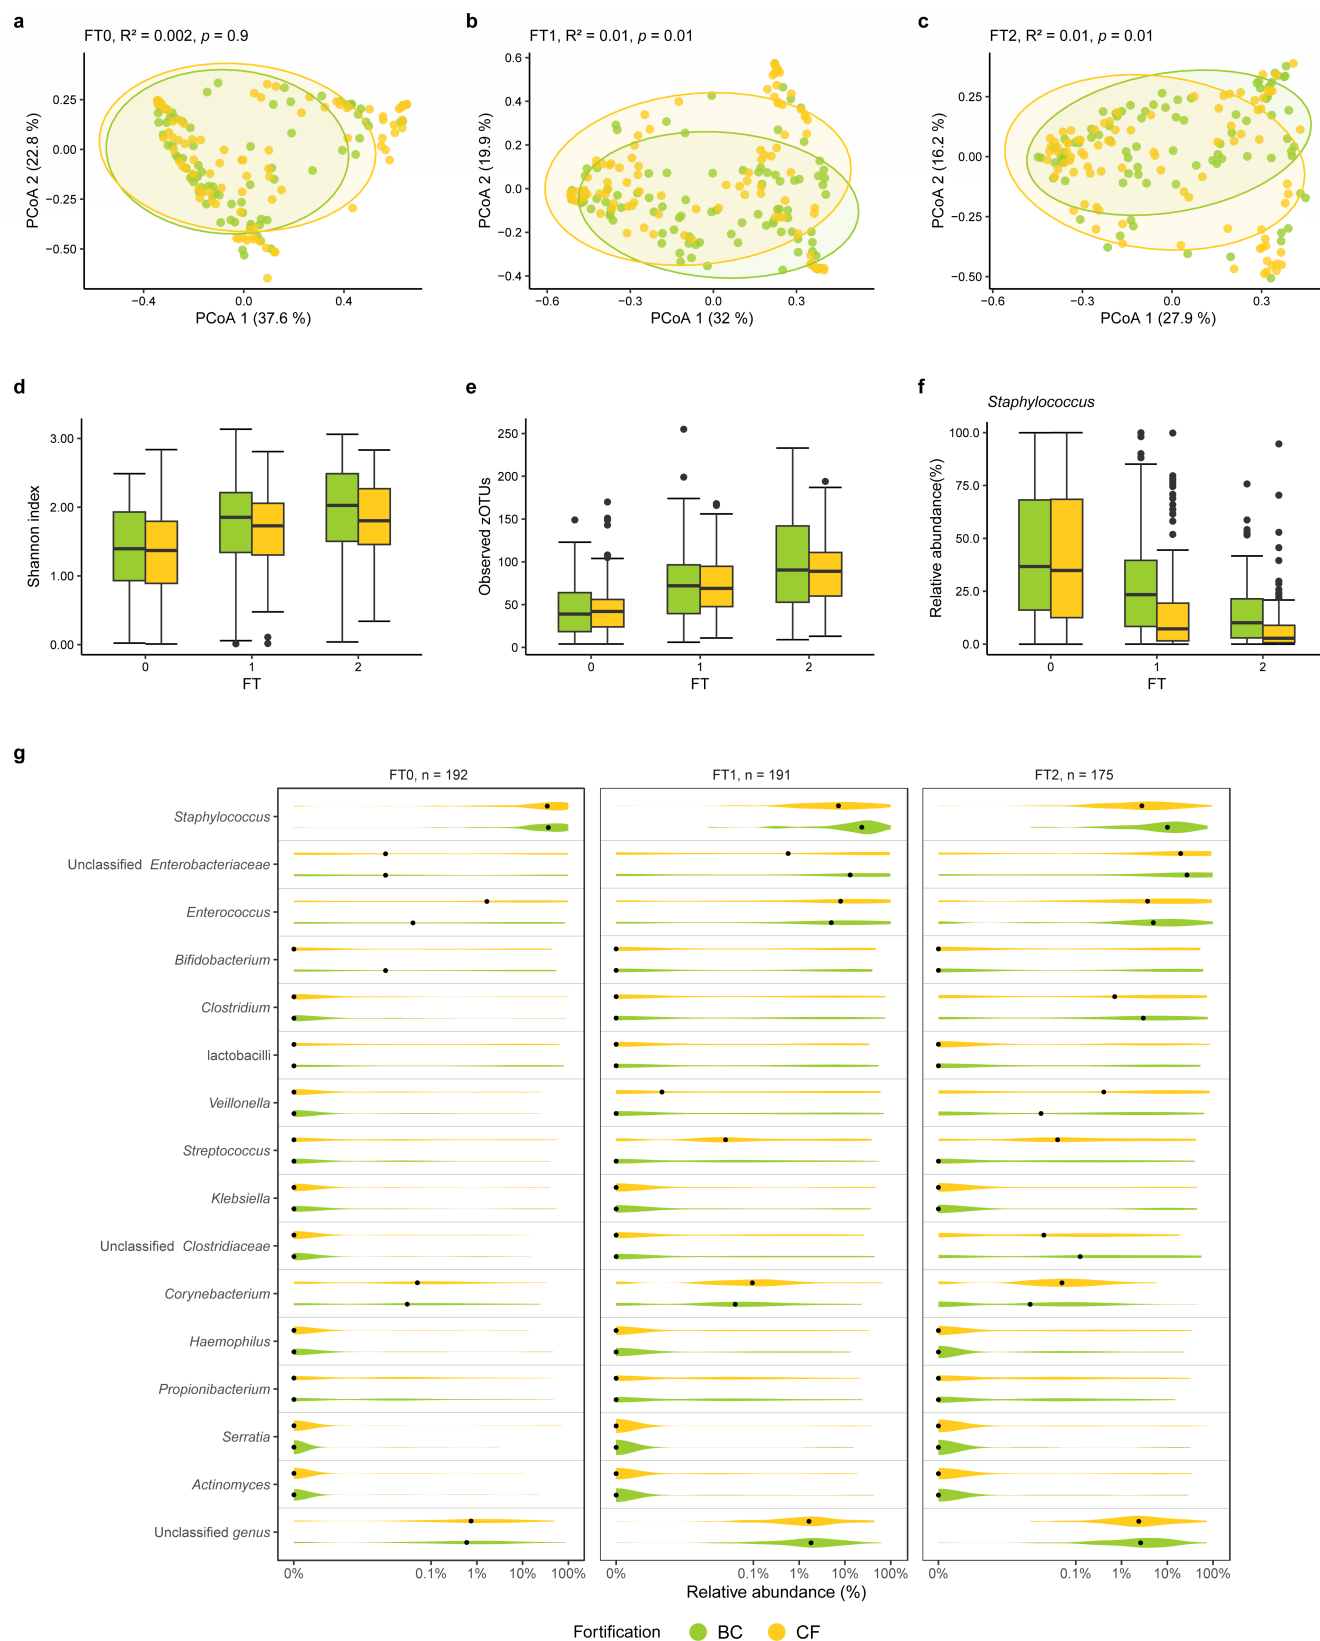 a
FT0, R² = 0.002, p = 0.9
PCoA 2 (22.8 %)
0.25
0.00
−0.25
−0.50
−0.4
0.0
0.4
PCoA 1 (37.6 %)
b
FT1, R² = 0.01, p = 0.01
PCoA 2 (19.9 %)
0.6
0.4
0.2
0.0
−0.2
−0.4
−0.6
−0.3
0.0
0.3
PCoA 1 (32 %)
c
FT2, R² = 0.01, p = 0.01
PCoA 2 (16.2 %)
0.25
0.00
−0.25
−0.50
−0.6
−0.3
0.0
0.3
PCoA 1 (27.9 %)
d
Shannon index
3.00
2.00
1.00
0.00
0
1
2
FT
e
Observed zOTUs
250
200
150
100
50
0
0
1
2
FT
f
Staphylococcus
Relative abundance(%)
100.0
75.0
50.0
25.0
0.0
0
1
2
FT
g
FT0, n = 192
FT1, n = 191
FT2, n = 175
Staphylococcus
Unclassified Enterobacteriaceae
Enterococcus
Bifidobacterium
Clostridium
lactobacilli
Veillonella
Streptococcus
Klebsiella
Unclassified Clostridiaceae
Corynebacterium
Haemophilus
Propionibacterium
Serratia
Actinomyces
Unclassified genus
0% 0.1% 1% 10% 100%
0% 0.1% 1% 10% 100%
0% 0.1% 1% 10% 100%
Relative abundance (%)
Fortification BC CF